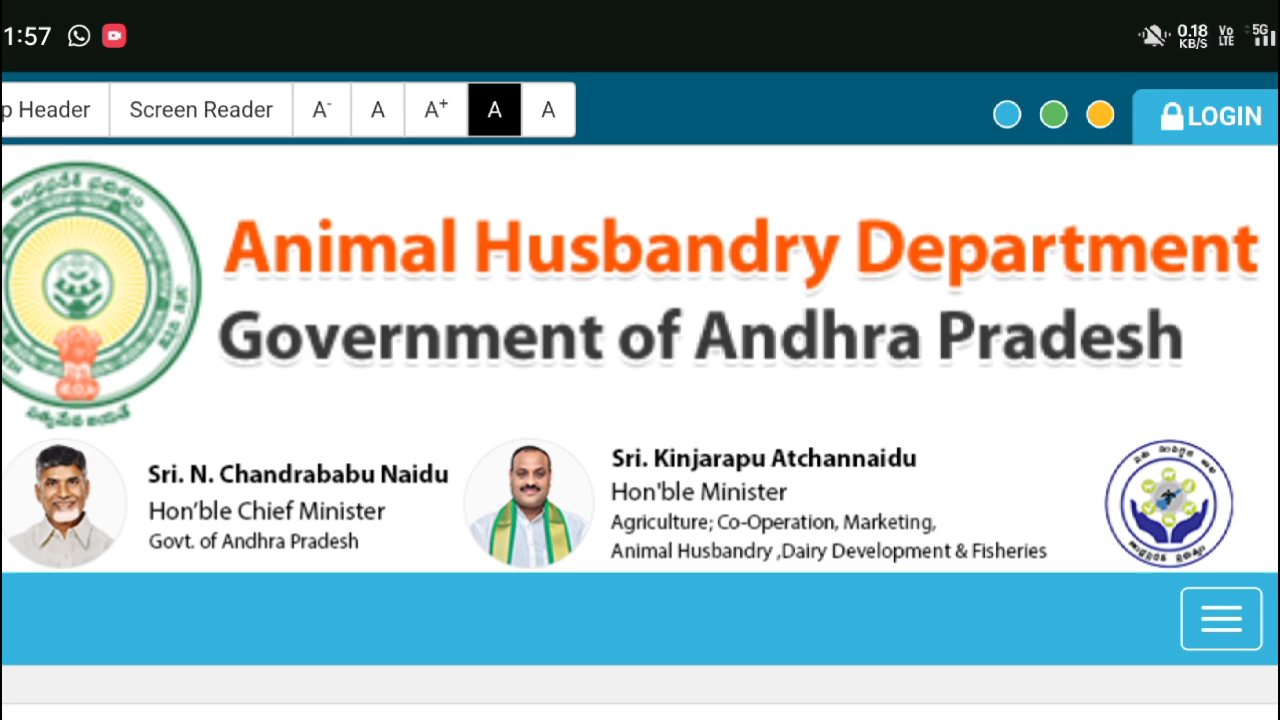 1:57
0.18
KB/S
Vo
LTE
5G
p Header
Screen Reader
A-
A
A+
A
A
LOGIN
Animal Husbandry Department
Government of Andhra Pradesh
Sri. N. Chandrababu Naidu
Hon'ble Chief Minister
Govt. of Andhra Pradesh
Sri. Kinjarapu Atchannaidu
Hon'ble Minister
Agriculture; Co-Operation, Marketing,
Animal Husbandry ,Dairy Development & Fisheries